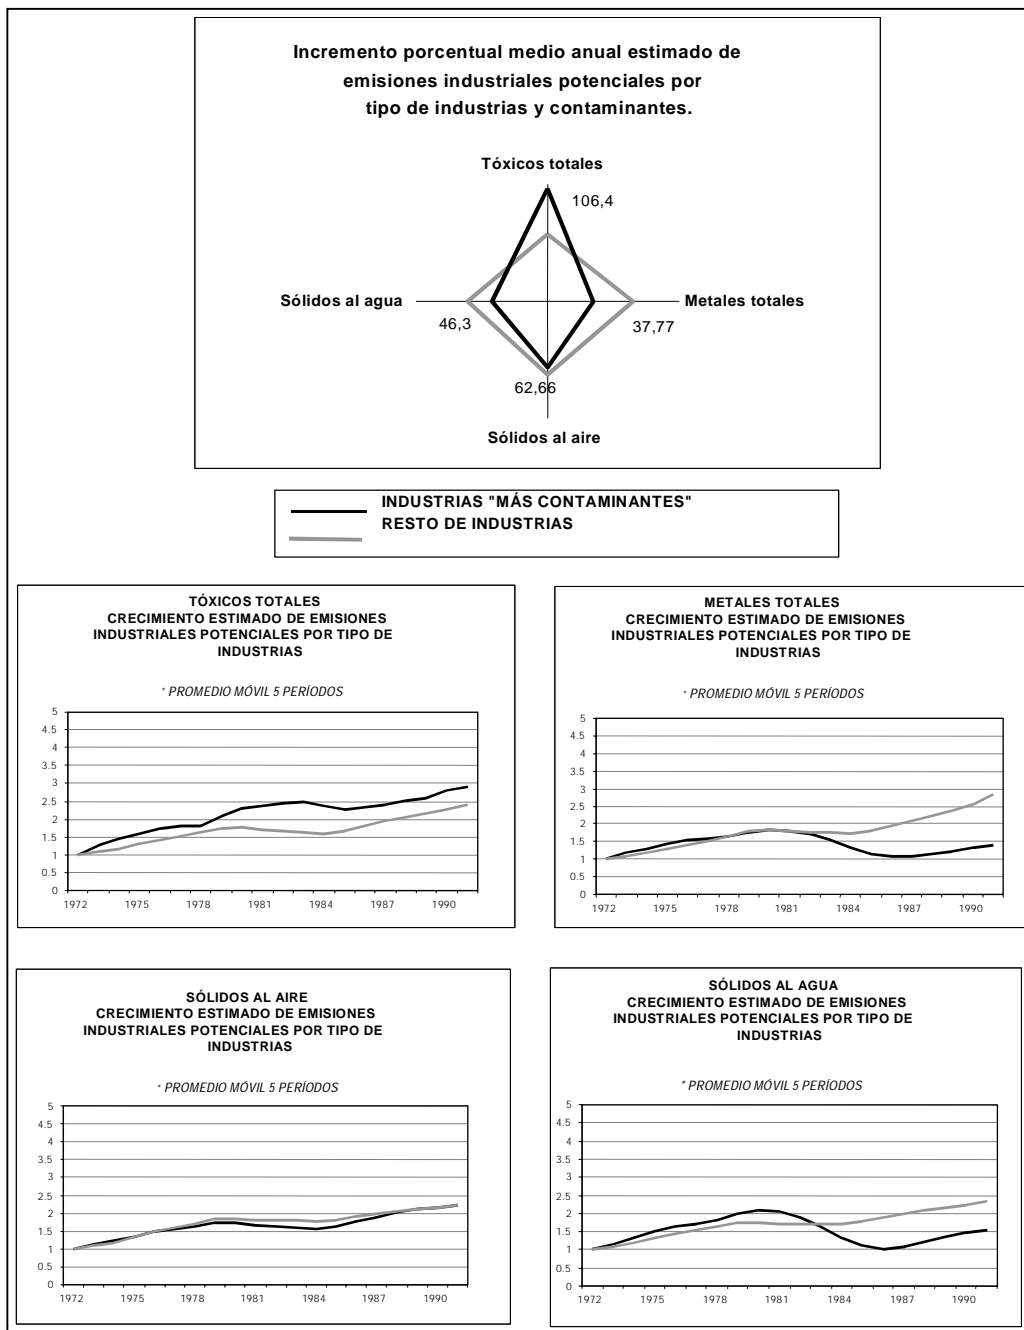 Incremento porcentual medio anual estimado de
emisiones industriales potenciales por
tipo de industrias y contaminantes.
Tóxicos totales
106,4
Sólidos al agua
Metales totales
46,3
37,77
62,66
Sólidos al aire
INDUSTRIAS "MÁS CONTAMINANTES"
RESTO DE INDUSTRIAS
TÓXICOS TOTALES
CRECIMIENTO ESTIMADO DE EMISIONES
INDUSTRIALES POTENCIALES POR TIPO DE
INDUSTRIAS
* PROMEDIO MÓVIL 5 PERÍODOS
5
4.5
4
3.5
3
2.5
2
1.5
1
0.5
0
1972 1975 1978 1981 1984 1987 1990
METALES TOTALES
CRECIMIENTO ESTIMADO DE EMISIONES
INDUSTRIALES POTENCIALES POR TIPO DE
INDUSTRIAS
* PROMEDIO MÓVIL 5 PERÍODOS
5
4.5
4
3.5
3
2.5
2
1.5
1
0.5
0
1972 1975 1978 1981 1984 1987 1990
SÓLIDOS AL AIRE
CRECIMIENTO ESTIMADO DE EMISIONES
INDUSTRIALES POTENCIALES POR TIPO DE
INDUSTRIAS
* PROMEDIO MÓVIL 5 PERÍODOS
5
4.5
4
3.5
3
2.5
2
1.5
1
0.5
0
1972 1975 1978 1981 1984 1987 1990
SÓLIDOS AL AGUA
CRECIMIENTO ESTIMADO DE EMISIONES
INDUSTRIALES POTENCIALES POR TIPO DE
INDUSTRIAS
* PROMEDIO MÓVIL 5 PERÍODOS
5
4.5
4
3.5
3
2.5
2
1.5
1
0.5
0
1972 1975 1978 1981 1984 1987 1990